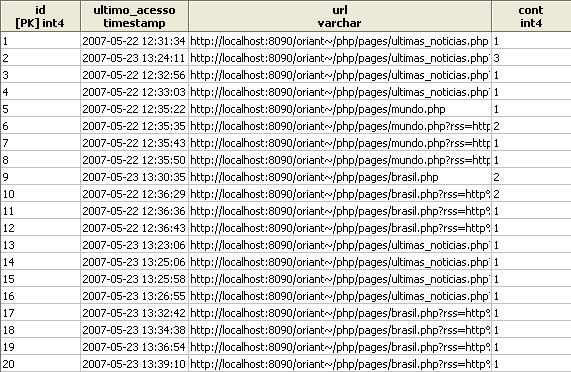 id ultimo_acesso url cont
[PK] int4 timestamp varchar int4
1 2007-05-22 12:31:34 http://localhost:8090/oriant~/php/pages/ultimas_noticias.php 1
2 2007-05-23 13:24:11 http://localhost:8090/oriant~/php/pages/ultimas_noticias.php? 3
3 2007-05-22 12:32:56 http://localhost:8090/oriant~/php/pages/ultimas_noticias.php? 1
4 2007-05-22 12:33:03 http://localhost:8090/oriant~/php/pages/ultimas_noticias.php? 1
5 2007-05-22 12:35:22 http://localhost:8090/oriant~/php/pages/mundo.php 1
6 2007-05-22 12:35:35 http://localhost:8090/oriant~/php/pages/mundo.php?rss=http 2
7 2007-05-22 12:35:43 http://localhost:8090/oriant~/php/pages/mundo.php?rss=http 1
8 2007-05-22 12:35:50 http://localhost:8090/oriant~/php/pages/mundo.php?rss=http 1
9 2007-05-23 13:30:35 http://localhost:8090/oriant~/php/pages/brasil.php 2
10 2007-05-22 12:36:29 http://localhost:8090/oriant~/php/pages/brasil.php?rss=http% 2
11 2007-05-22 12:36:36 http://localhost:8090/oriant~/php/pages/brasil.php?rss=http% 1
12 2007-05-22 12:36:43 http://localhost:8090/oriant~/php/pages/brasil.php?rss=http% 1
13 2007-05-23 13:23:06 http://localhost:8090/oriant~/php/pages/ultimas_noticias.php? 1
14 2007-05-23 13:25:06 http://localhost:8090/oriant~/php/pages/ultimas_noticias.php? 1
15 2007-05-23 13:25:58 http://localhost:8090/oriant~/php/pages/ultimas_noticias.php? 1
16 2007-05-23 13:26:55 http://localhost:8090/oriant~/php/pages/ultimas_noticias.php? 1
17 2007-05-23 13:32:42 http://localhost:8090/oriant~/php/pages/brasil.php?rss=http% 1
18 2007-05-23 13:34:38 http://localhost:8090/oriant~/php/pages/brasil.php?rss=http% 1
19 2007-05-23 13:36:54 http://localhost:8090/oriant~/php/pages/brasil.php?rss=http% 1
20 2007-05-23 13:39:10 http://localhost:8090/oriant~/php/pages/brasil.php?rss=http% 1